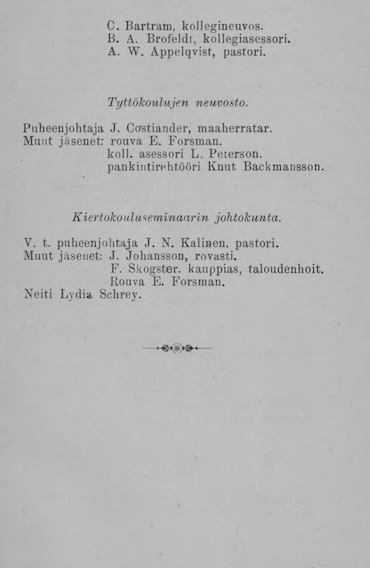 C. Bartram, kollegineuvos.
B. A. Brofeldt, kollegiasessori.
A. W. Appelqvist, pastori.
Tyttökoulujen neuvosto.
Puheenjohtaja J. Costiander, maaherratar.
Muut jäsenet: rouva E. Forsman.
koll. asessori L. Peterson.
pankintirehtööri Knut Backmansson.
Kiertokouluseminaarin johtokunta.
V. t. puheenjohtaja J. N. Kalinen, pastori.
Muut jäsenet: J. Johansson, rovasti.
F. Skogster, kauppias, taloudenhoit.
Rouva E. Forsman.
Neiti Lydia Schrey.